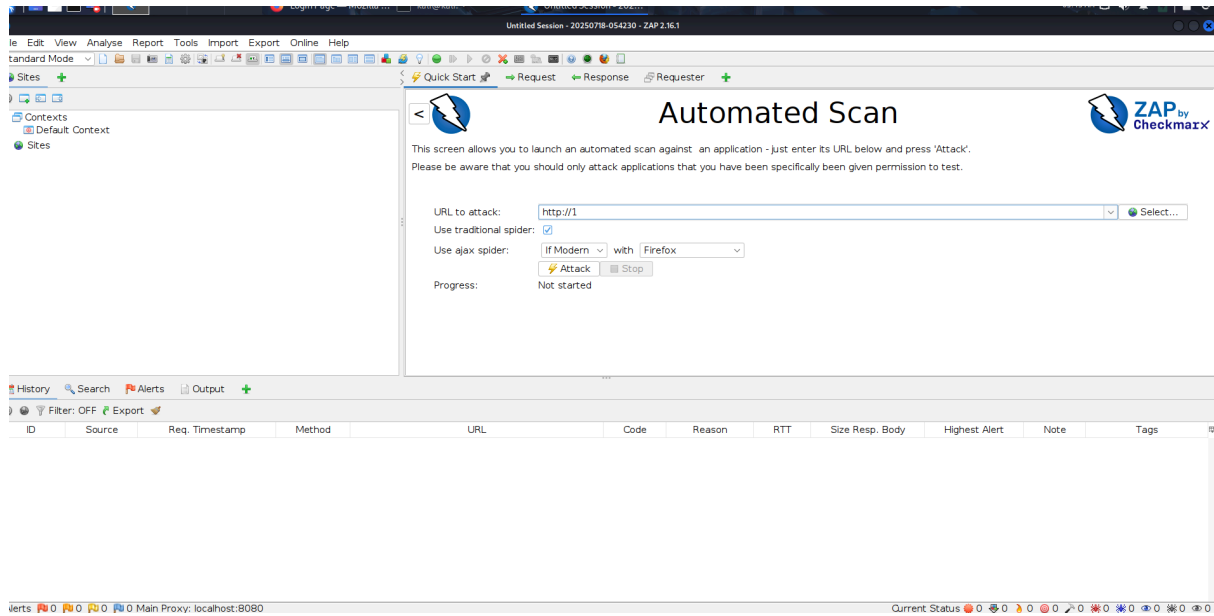 Untitled Session - 20250718-054230 - ZAP 2.16.1
le Edit View Analyse Report Tools Import Export Online Help
tandard Mode
Sites
Quick Start Request Response Requester
Contexts
Default Context
Sites
<
Automated Scan
ZAP by
Checkmarx
This screen allows you to launch an automated scan against an application - just enter its URL below and press 'Attack'.
Please be aware that you should only attack applications that you have been specifically been given permission to test.
URL to attack: http://1 Select...
Use traditional spider:
Use ajax spider: If Modern with Firefox
Attack Stop
Progress: Not started
History Search Alerts Output
Filter: OFF Export
ID Source Req. Timestamp Method URL Code Reason RTT Size Resp. Body Highest Alert Note Tags
Alerts 0 0 0 0 Main Proxy: localhost:8080 Current Status 0 0 0 0 0 0 0 0 0 0